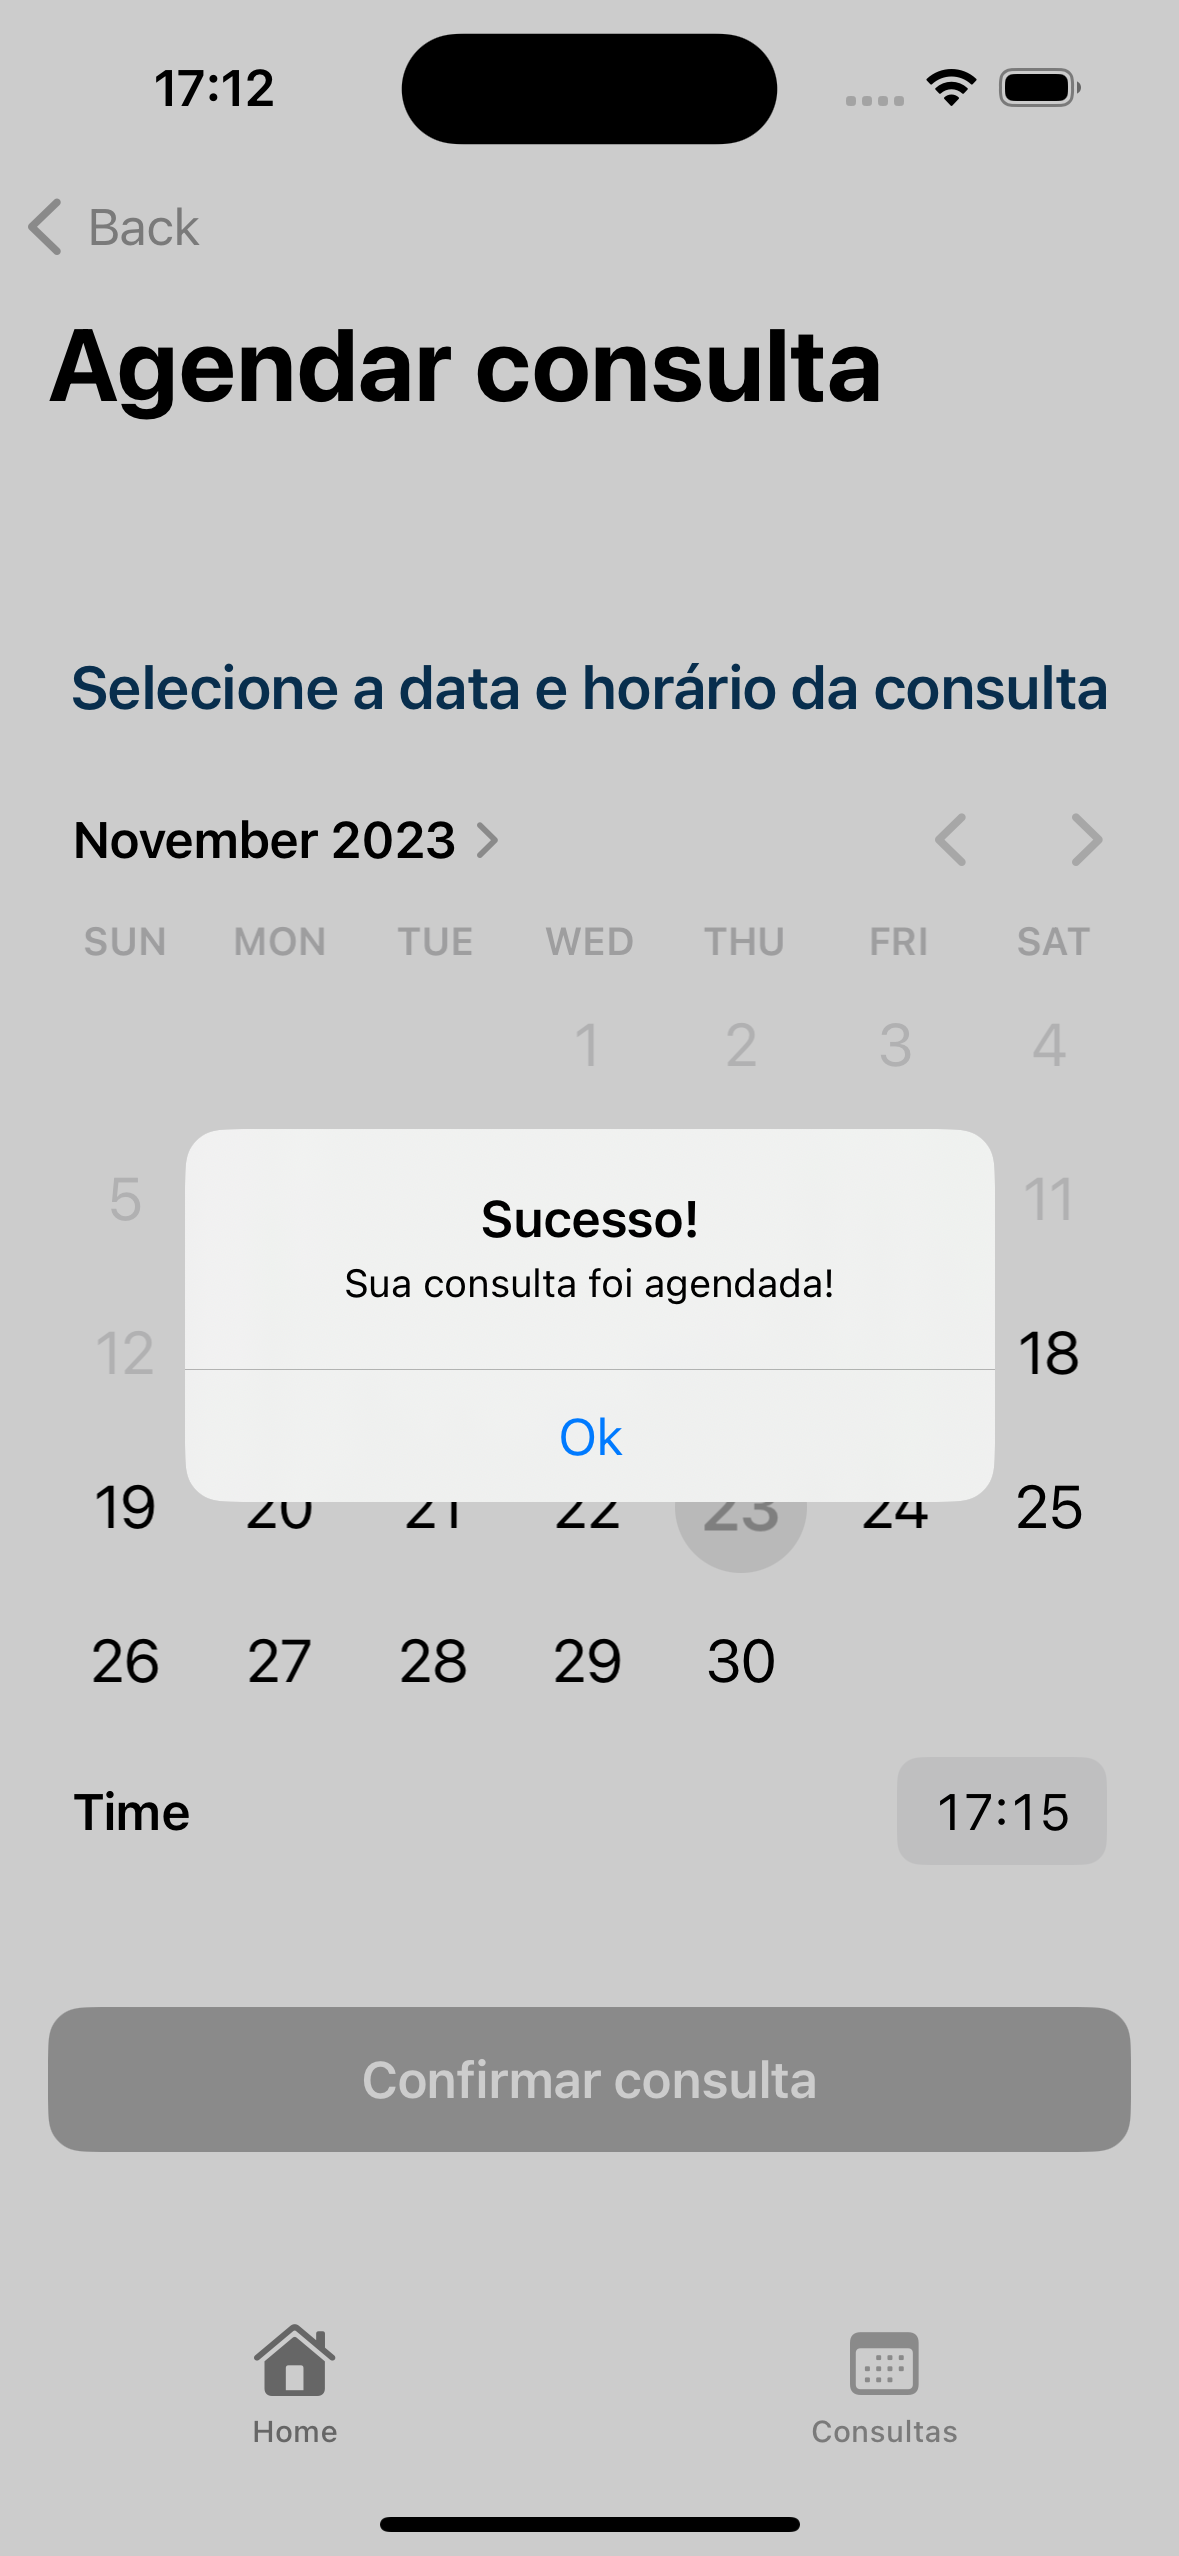 17:12
Back
Agendar consulta
Selecione a data e horário da consulta
November 2023
SUN MON TUE WED THU FRI SAT
1 2 3 4
5 11
Sucesso!
Sua consulta foi agendada!
12 18
Ok
19 20 21 22 23 24 25
26 27 28 29 30
Time 17:15
Confirmar consulta
Home Consultas